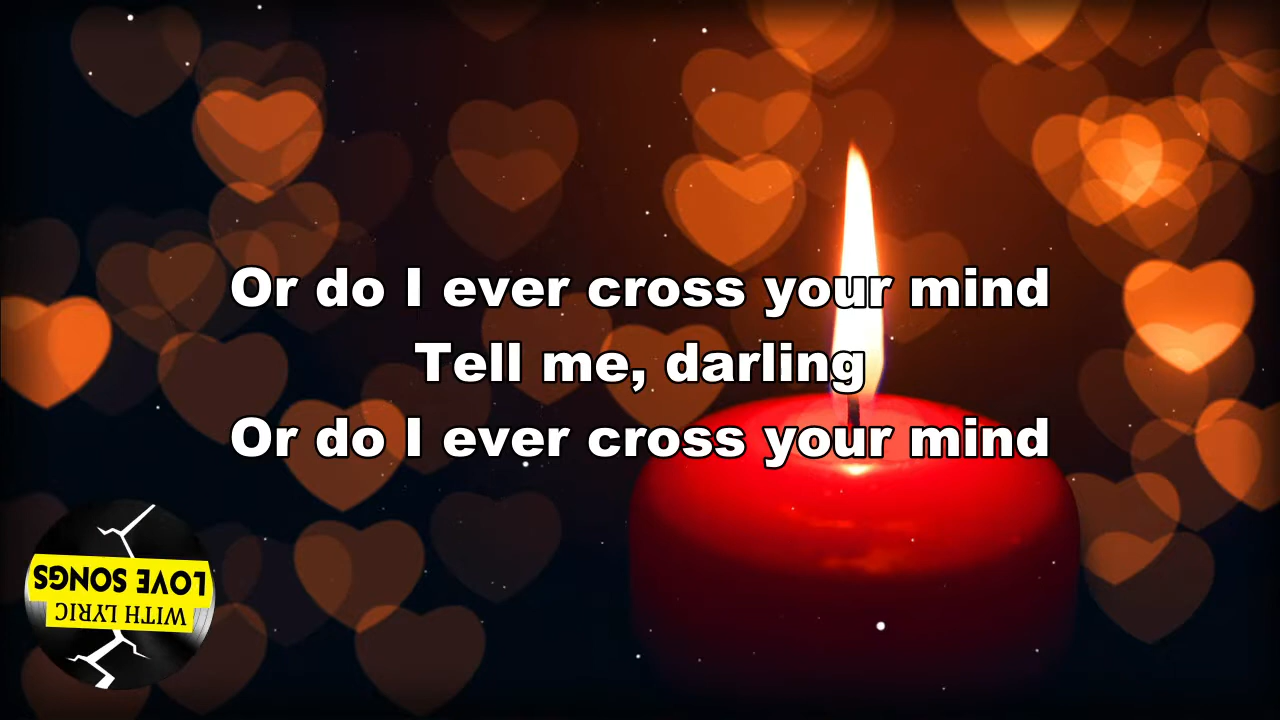 Or do I ever cross your mind
Tell me, darling
Or do I ever cross your mind
LOVE SONGS
WITH LYRIC